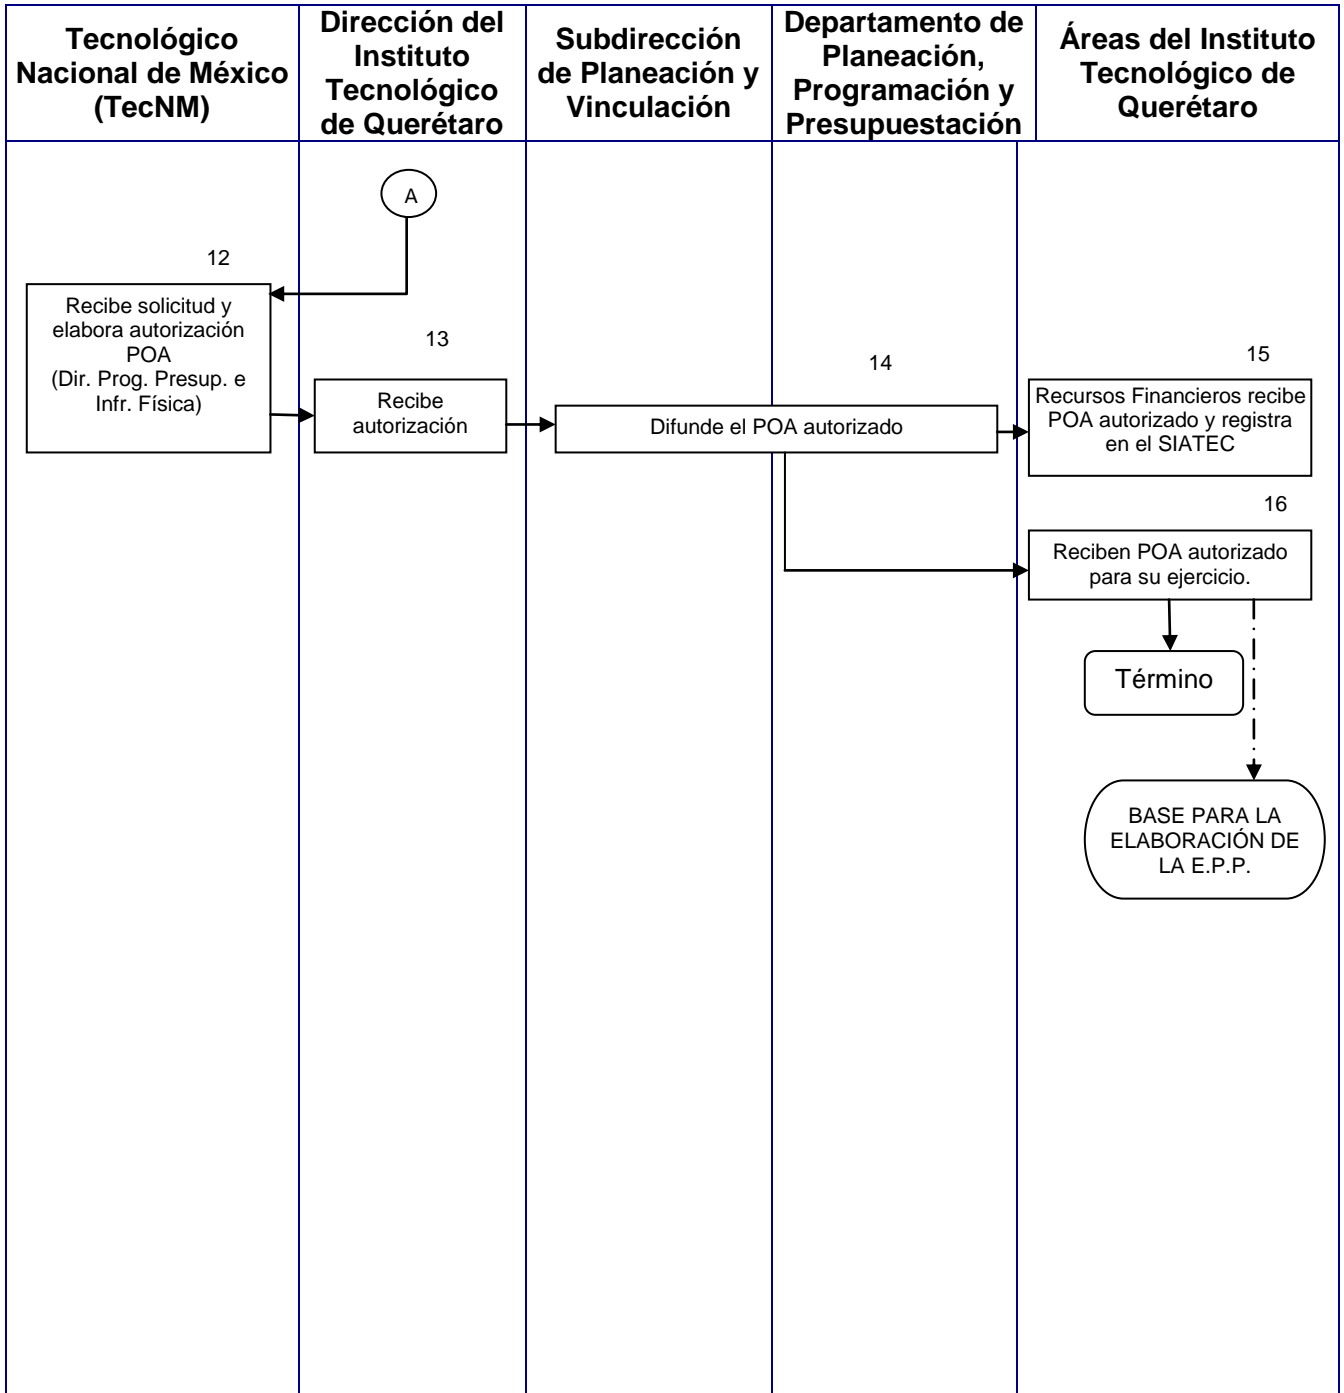 Tecnológico
Nacional de México
(TecNM)
Dirección del
Instituto
Tecnológico
de Querétaro
Subdirección
de Planeación y
Vinculación
Departamento de
Planeación,
Programación y
Presupuestación
Áreas del Instituto
Tecnológico de
Querétaro
A
12
Recibe solicitud y
elabora autorización
POA
(Dir. Prog. Presup. e
Infr. Física)
13
Recibe
autorización
14
Difunde el POA autorizado
15
Recursos Financieros recibe
POA autorizado y registra
en el SIATEC
16
Reciben POA autorizado
para su ejercicio.
Término
BASE PARA LA
ELABORACIÓN DE
LA E.P.P.